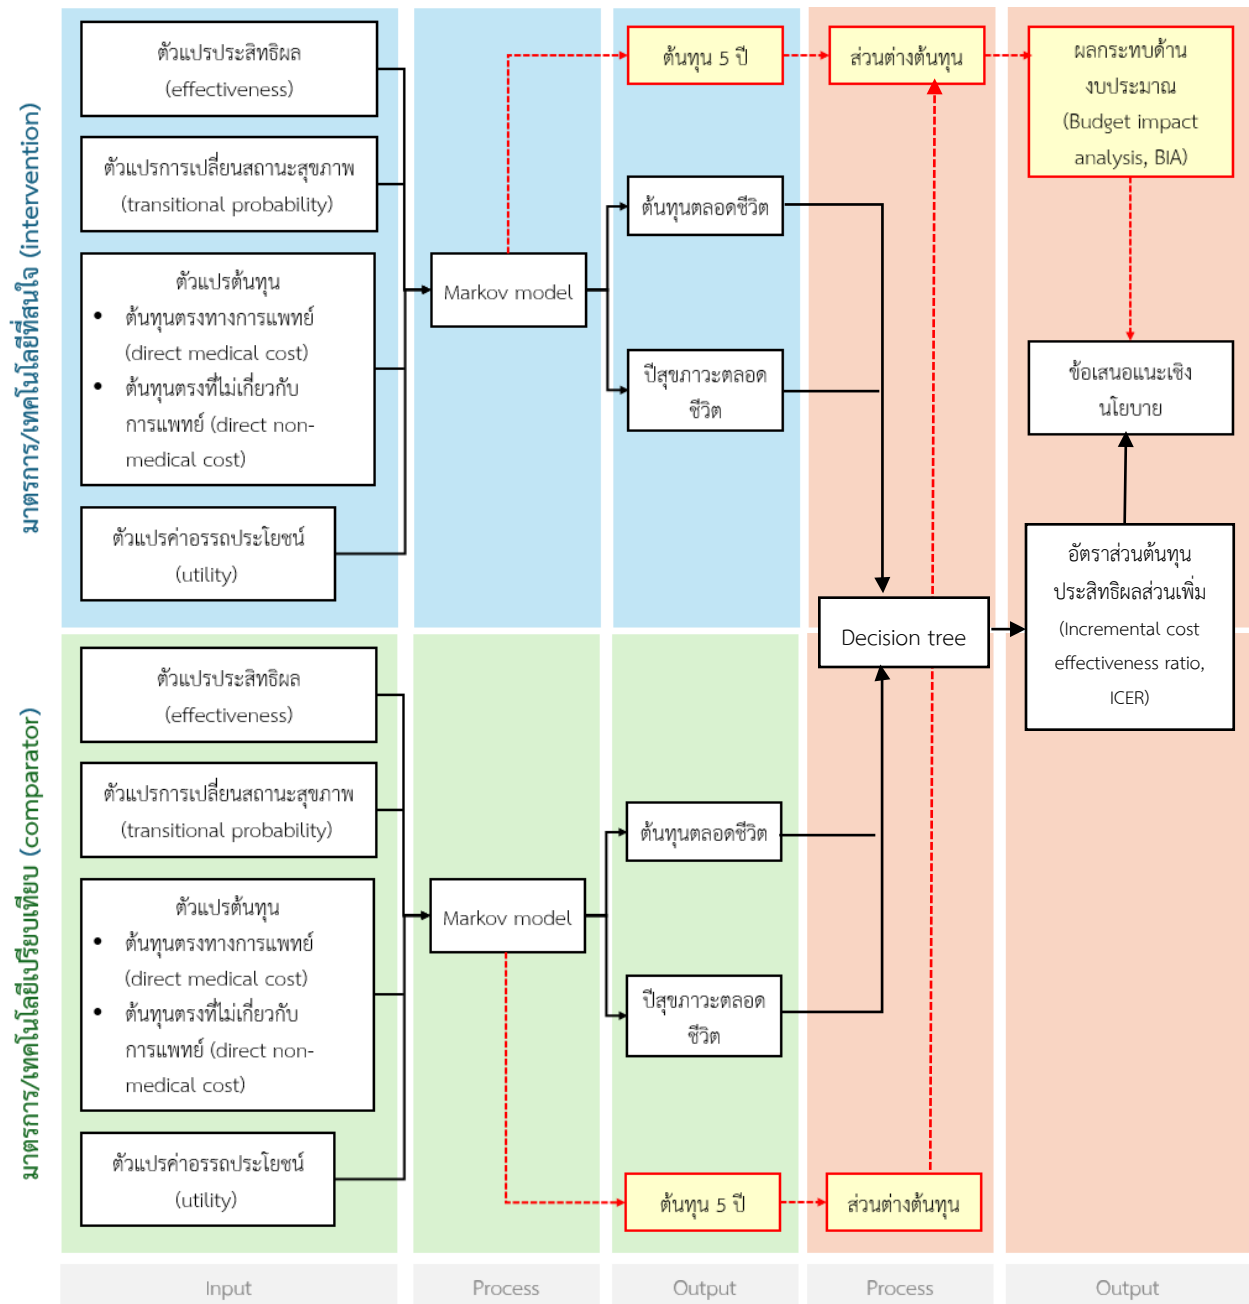 มาตรการ/เทคโนโลยีที่สนใจ (intervention)
ตัวแปรประสิทธิผล
(effectiveness)
ตัวแปรการเปลี่ยนสถานะสุขภาพ
(transitional probability)
ตัวแปรต้นทุน
• ต้นทุนตรงทางการแพทย์
(direct medical cost)
• ต้นทุนตรงที่ไม่เกี่ยวกับ
การแพทย์ (direct non-
medical cost)
ตัวแปรค่าอรรถประโยชน์
(utility)
Markov model
ต้นทุน 5 ปี
ต้นทุนตลอดชีวิต
ปีสุขภาวะตลอด
ชีวิต
ส่วนต่างต้นทุน
ผลกระทบด้าน
งบประมาณ
(Budget impact
analysis, BIA)
ข้อเสนอแนะเชิง
นโยบาย
Decision tree
อัตราส่วนต้นทุน
ประสิทธิผลส่วนเพิ่ม
(Incremental cost
effectiveness ratio,
ICER)
มาตรการ/เทคโนโลยีเปรียบเทียบ (comparator)
ตัวแปรประสิทธิผล
(effectiveness)
ตัวแปรการเปลี่ยนสถานะสุขภาพ
(transitional probability)
ตัวแปรต้นทุน
• ต้นทุนตรงทางการแพทย์
(direct medical cost)
• ต้นทุนตรงที่ไม่เกี่ยวกับ
การแพทย์ (direct non-
medical cost)
ตัวแปรค่าอรรถประโยชน์
(utility)
Markov model
ต้นทุนตลอดชีวิต
ปีสุขภาวะตลอด
ชีวิต
ต้นทุน 5 ปี
ส่วนต่างต้นทุน
Input
Process
Output
Process
Output